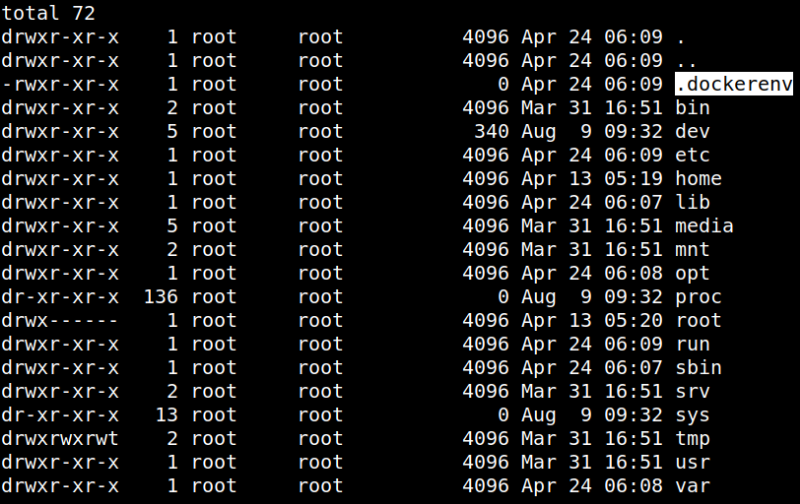 total 72
drwxr-xr-x    1 root     root          4096 Apr 24 06:09 .
drwxr-xr-x    1 root     root          4096 Apr 24 06:09 ..
-rwxr-xr-x    1 root     root             0 Apr 24 06:09 .dockerenv
drwxr-xr-x    2 root     root          4096 Mar 31 16:51 bin
drwxr-xr-x    5 root     root           340 Aug  9 09:32 dev
drwxr-xr-x    1 root     root          4096 Apr 24 06:09 etc
drwxr-xr-x    1 root     root          4096 Apr 13 05:19 home
drwxr-xr-x    1 root     root          4096 Apr 24 06:07 lib
drwxr-xr-x    5 root     root          4096 Mar 31 16:51 media
drwxr-xr-x    2 root     root          4096 Mar 31 16:51 mnt
drwxr-xr-x    1 root     root          4096 Apr 24 06:08 opt
dr-xr-xr-x  136 root     root             0 Aug  9 09:32 proc
drwx------    1 root     root          4096 Apr 13 05:20 root
drwxr-xr-x    1 root     root          4096 Apr 24 06:09 run
drwxr-xr-x    1 root     root          4096 Apr 24 06:07 sbin
drwxr-xr-x    2 root     root          4096 Mar 31 16:51 srv
dr-xr-xr-x   13 root     root             0 Aug  9 09:32 sys
drwxrwxrwt    2 root     root          4096 Mar 31 16:51 tmp
drwxr-xr-x    1 root     root          4096 Mar 31 16:51 usr
drwxr-xr-x    1 root     root          4096 Apr 24 06:08 var